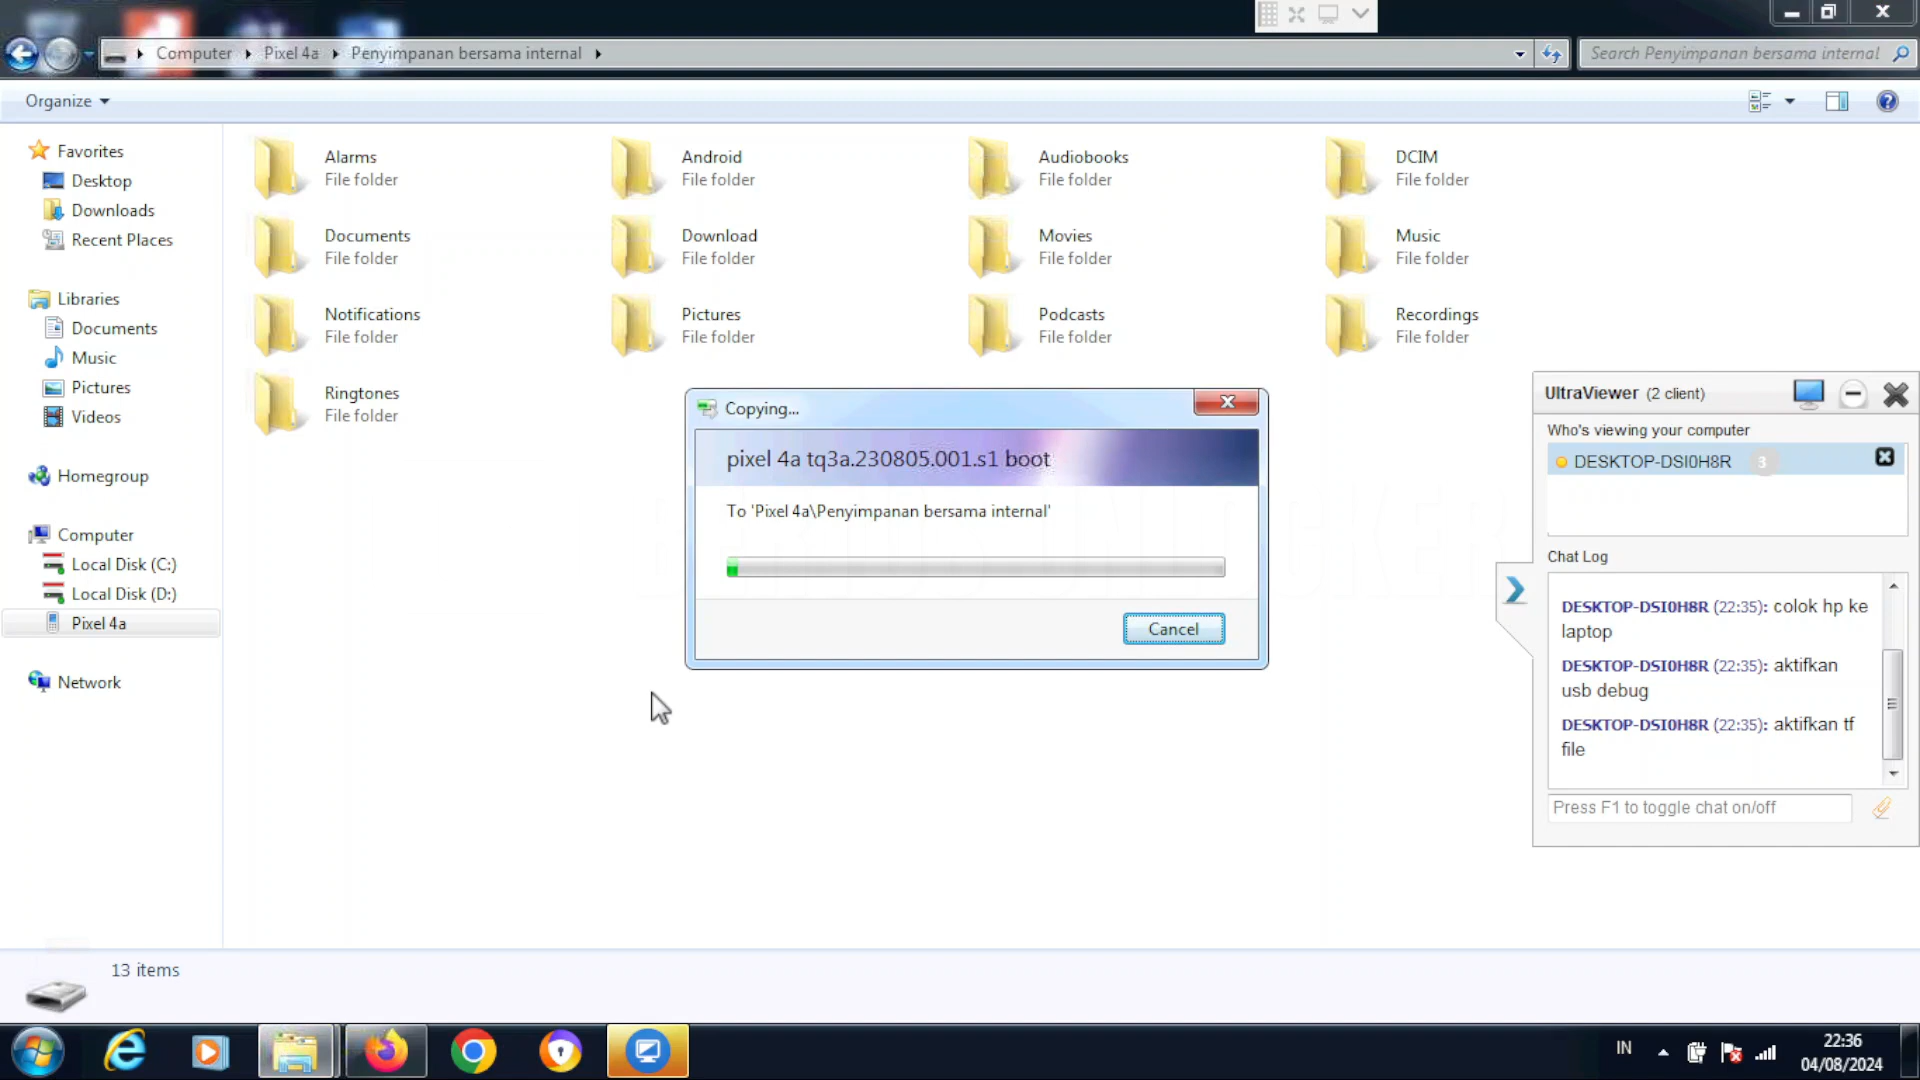 Computer Pixel 4a Penyimpanan bersama internal
Search Penyimpanan bersama internal
Organize
Favorites
Desktop
Downloads
Recent Places
Libraries
Documents
Music
Pictures
Videos
Homegroup
Computer
Local Disk (C:)
Local Disk (D:)
Pixel 4a
Network
Alarms
File folder
Android
File folder
Audiobooks
File folder
DCIM
File folder
Documents
File folder
Download
File folder
Movies
File folder
Music
File folder
Notifications
File folder
Pictures
File folder
Podcasts
File folder
Recordings
File folder
Ringtones
File folder
Copying...
pixel 4a tq3a.230805.001.s1 boot
To 'Pixel 4a\Penyimpanan bersama internal'
Cancel
UltraViewer (2 client)
Who's viewing your computer
DESKTOP-DSI0H8R 3
Chat Log
DESKTOP-DSI0H8R (22:35): colok hp ke
laptop
DESKTOP-DSI0H8R (22:35): aktifkan
usb debug
DESKTOP-DSI0H8R (22:35): aktifkan tf
file
Press F1 to toggle chat on/off
13 items
IN
22:36
04/08/2024